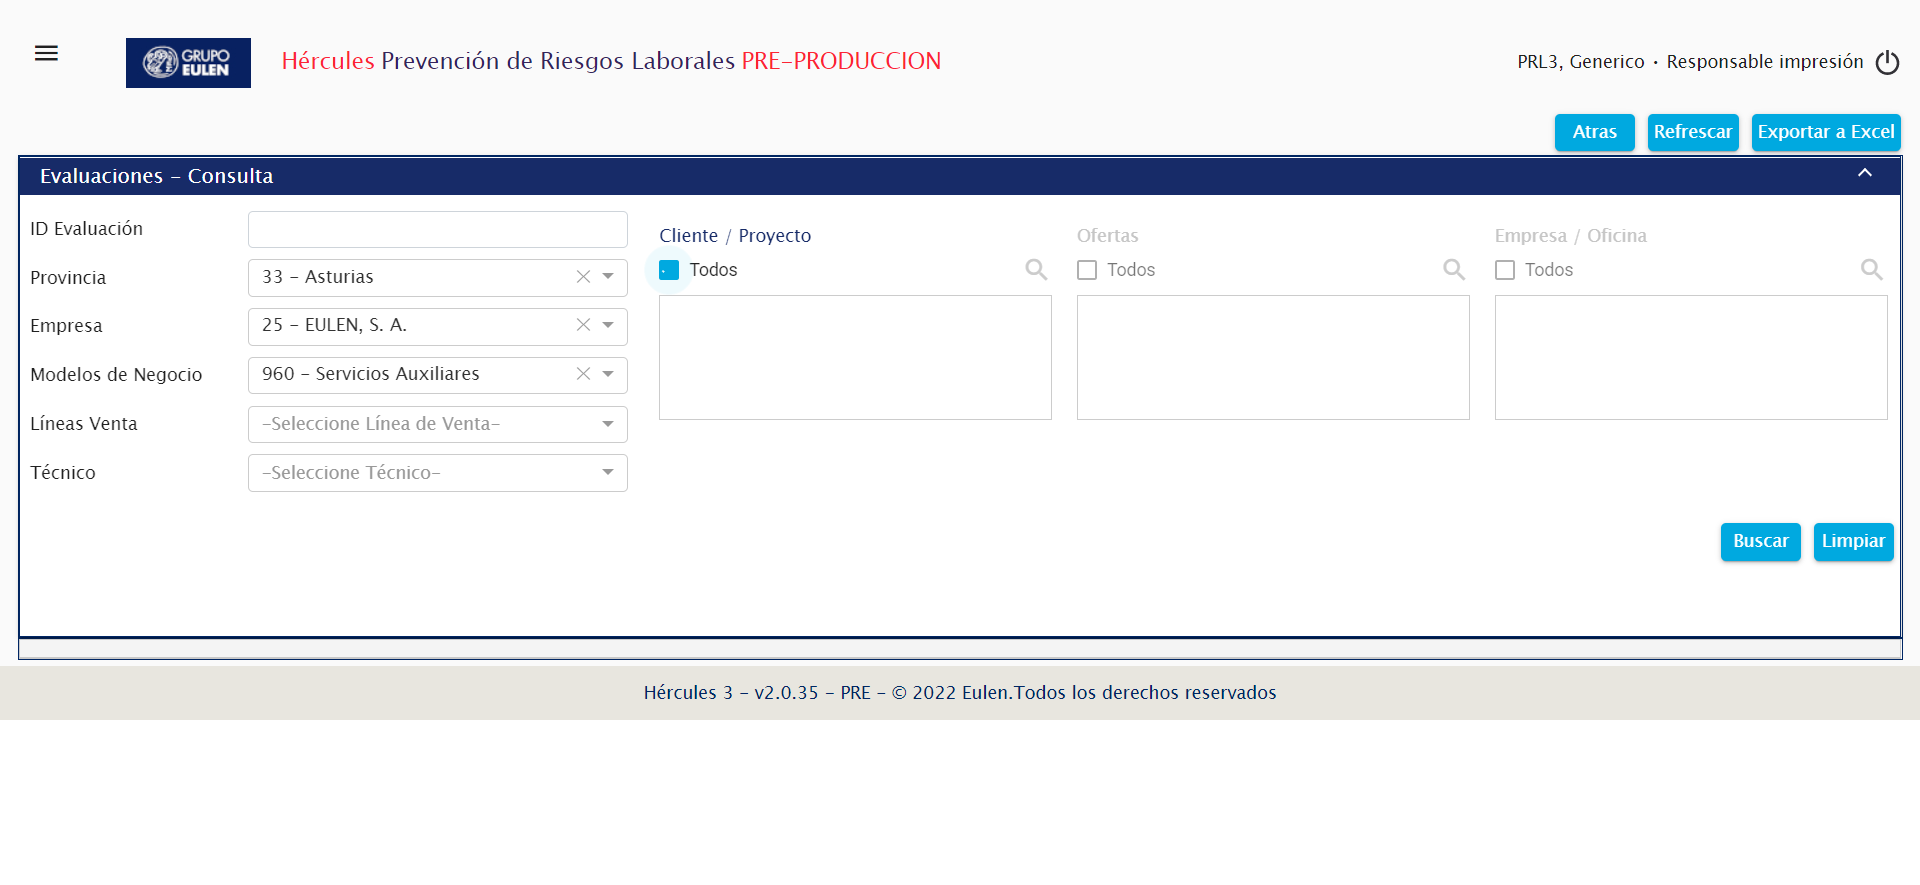 GRUPO
EULEN
Hércules Prevención de Riesgos Laborales PRE-PRODUCCION
PRL3, Generico · Responsable impresión
Atras Refrescar Exportar a Excel
Evaluaciones - Consulta
ID Evaluación
Provincia 33 - Asturias
Empresa 25 - EULEN, S. A.
Modelos de Negocio 960 - Servicios Auxiliares
Líneas Venta -Seleccione Línea de Venta-
Técnico -Seleccione Técnico-
Cliente / Proyecto
Todos
Ofertas
Todos
Empresa / Oficina
Todos
Buscar Limpiar
Hércules 3 - v2.0.35 - PRE - © 2022 Eulen.Todos los derechos reservados